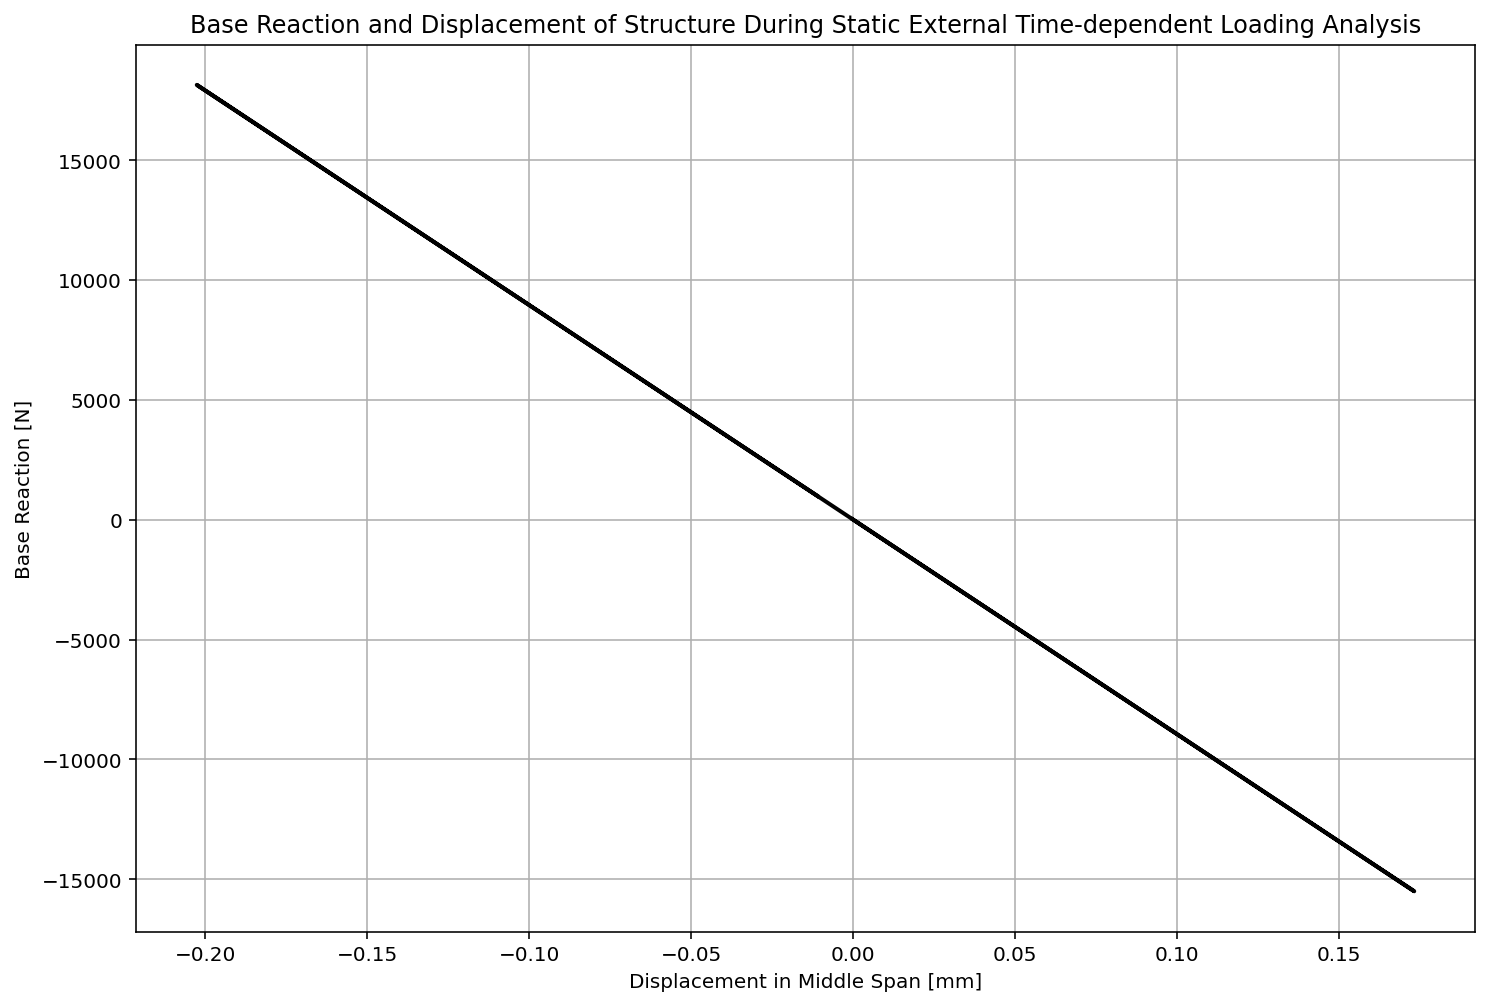 Base Reaction and Displacement of Structure During Static External Time-dependent Loading Analysis
Base Reaction [N]
15000
10000
5000
0
−5000
−10000
−15000
−0.20 −0.15 −0.10 −0.05 0.00 0.05 0.10 0.15
Displacement in Middle Span [mm]